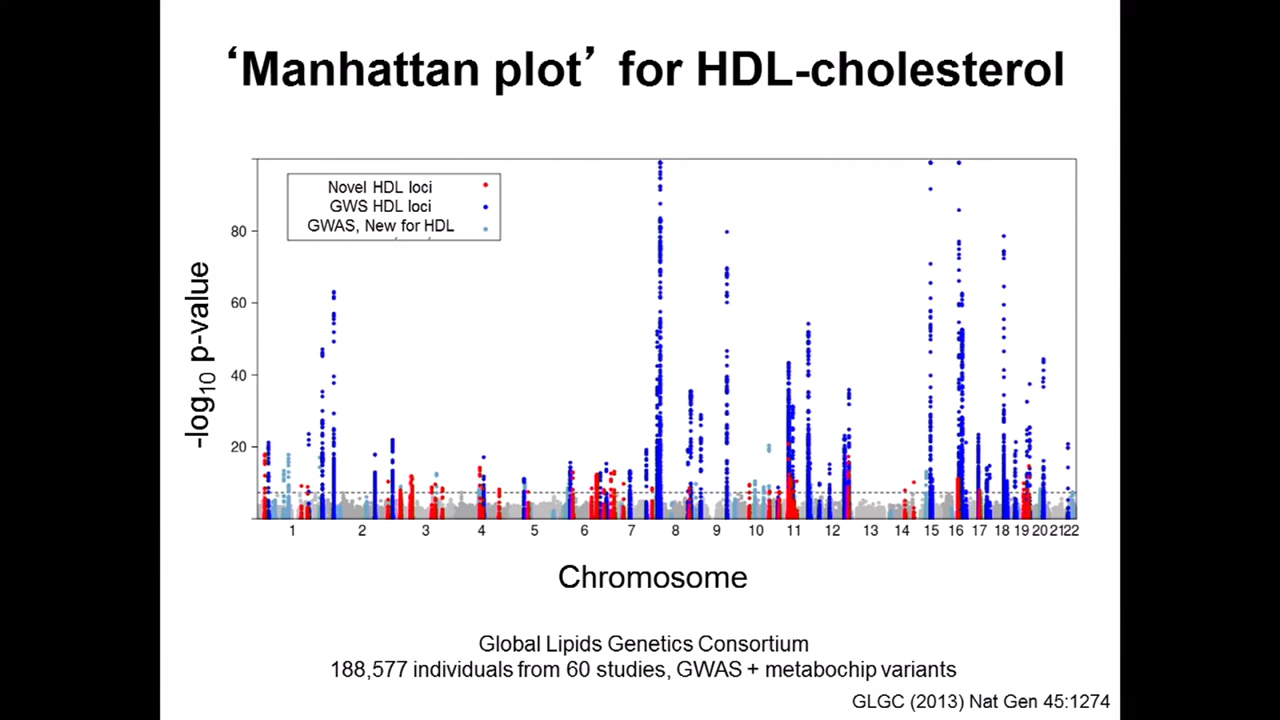 ‘Manhattan plot’ for HDL-cholesterol
Novel HDL loci
GWS HDL loci
GWAS, New for HDL
80
60
40
20
-log10 p-value
1 2 3 4 5 6 7 8 9 10 11 12 13 14 15 16 17 18 19 20 21 22
Chromosome
Global Lipids Genetics Consortium
188,577 individuals from 60 studies, GWAS + metabochip variants
GLGC (2013) Nat Gen 45:1274